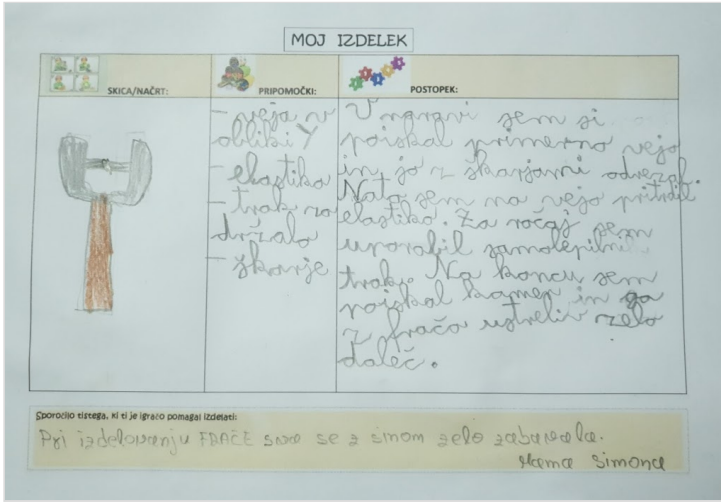 MOJ IZDELEK
SKICA/NAČRT:
PRIPOMOČKI:
POSTOPEK:
- veja v
obliki Y
- elastika
- trak za
držalo
- škarje
V naravi sem si
poiskal primerno vejo
in jo z škarjami odrezal.
Nato sem na vejo pritrdil
elastiko. Za ročaj sem
uporabil samolepilni
trak. Na koncu sem
poiskal kamen in ga
z fračo ustrelil zelo
daleč.
Sporočilo tistega, ki ti je igračo pomagal izdelati:
Pri izdelovanju FRAČE sva se z sinom zelo zabavala.
Mama Simona